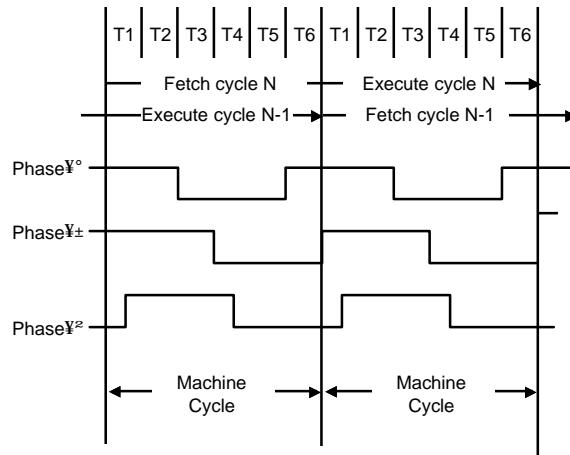 T1 T2 T3 T4 T5 T6 T1 T2 T3 T4 T5 T6
Fetch cycle N Execute cycle N
Execute cycle N-1 Fetch cycle N-1
Phase¥°
Phase¥±
Phase¥²
Machine Cycle Machine Cycle